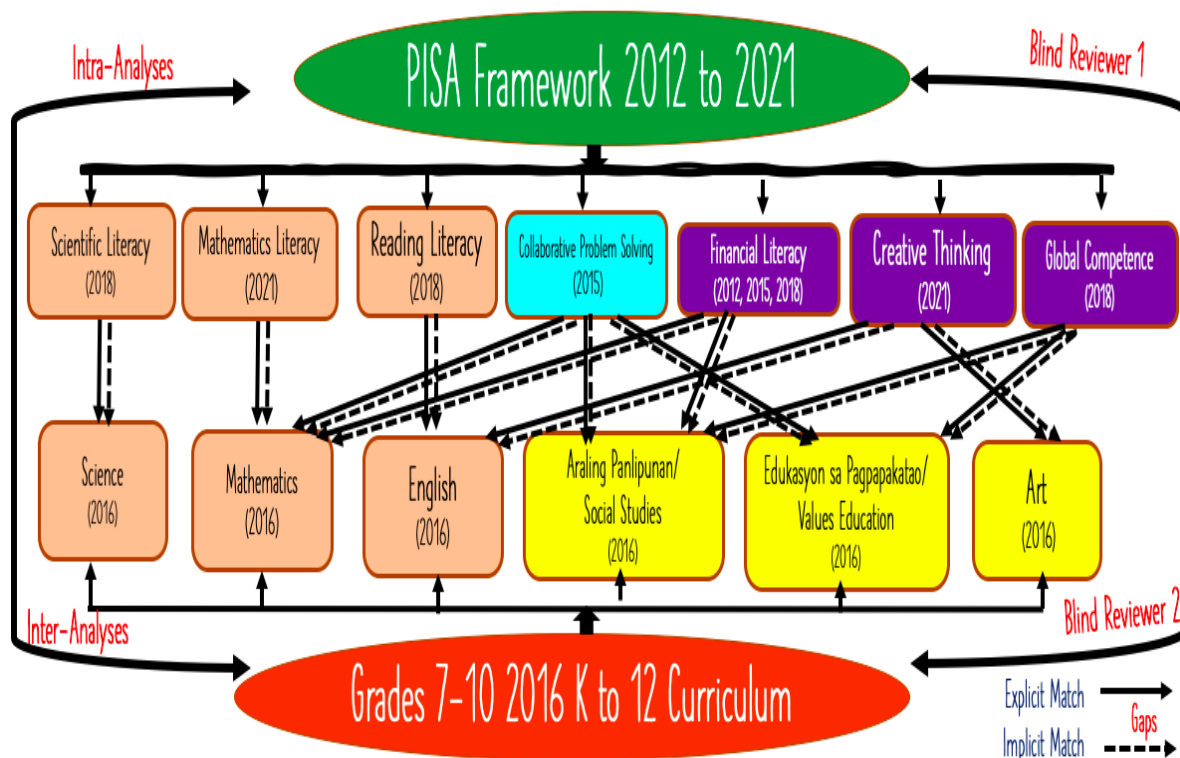 Intra-Analyses
PISA Framework 2012 to 2021
Blind Reviewer 1
Scientific Literacy
(2018)
Mathematics Literacy
(2021)
Reading Literacy
(2018)
Collaborative Problem Solving
(2015)
Financial Literacy
(2012, 2015, 2018)
Creative Thinking
(2021)
Global Competence
(2018)
Science
(2016)
Mathematics
(2016)
English
(2016)
Araling Panlipunan/
Social Studies
(2016)
Edukasyon sa Pagpapakatao/
Values Education
(2016)
Art
(2016)
Inter-Analyses
Blind Reviewer 2
Grades 7-10 2016 K to 12 Curriculum
Explicit Match
Gaps
Implicit Match